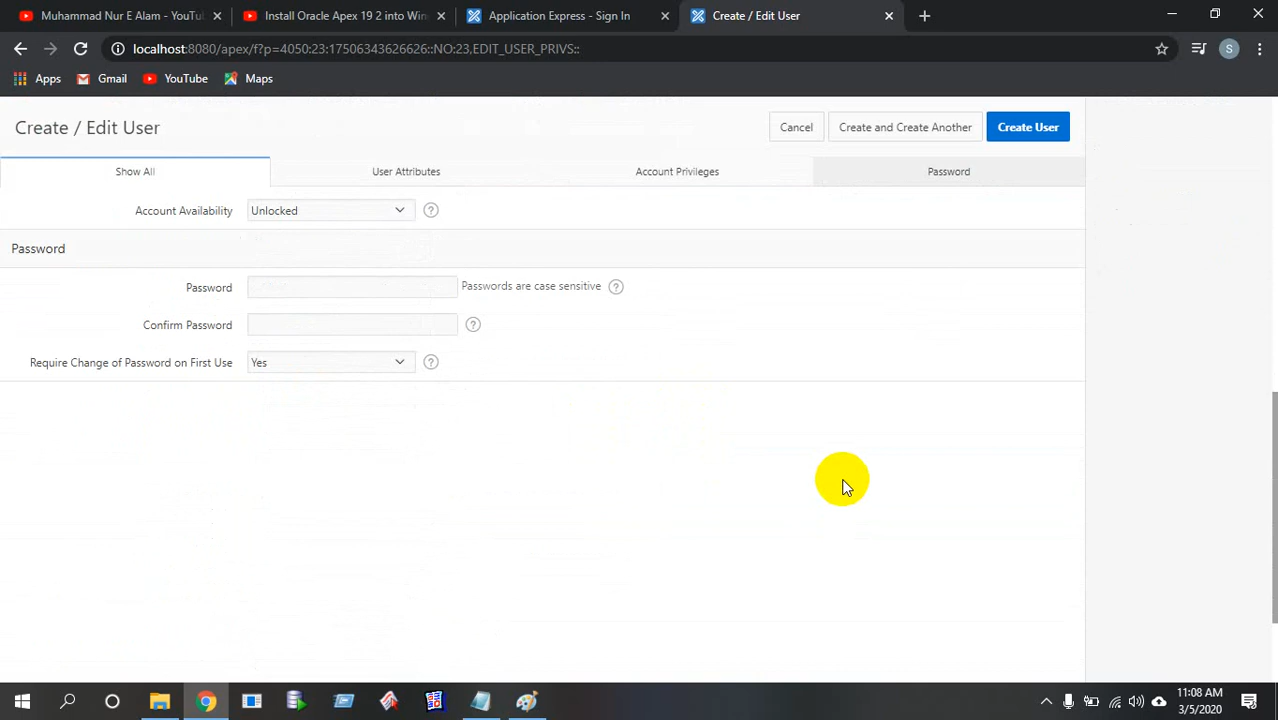 Muhammad Nur E Alam - YouTu
Install Oracle Apex 19 2 into Win
Application Express - Sign In
Create / Edit User
localhost:8080/apex/f?p=4050:23:17506343626626::NO:23,EDIT_USER_PRIVS::
S
Apps
Gmail
YouTube
Maps
Create / Edit User
Cancel
Create and Create Another
Create User
Show All
User Attributes
Account Privileges
Password
Account Availability
Unlocked
?
Password
Password
Passwords are case sensitive
?
Confirm Password
?
Require Change of Password on First Use
Yes
?
11:08 AM
3/5/2020